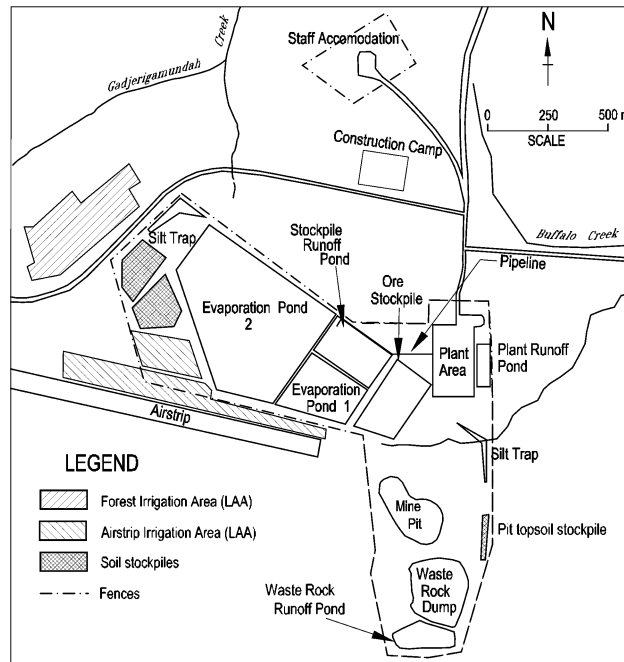 Staff Accomodation
Creek
Gadjerigamundah
N
0 250 500 m
SCALE
Construction Camp
Buffalo Creek
Silt Trap
Stockpile
Runoff
Pond
Pipeline
Ore
Stockpile
Evaporation Pond
2
Plant
Area
Plant Runoff
Pond
Evaporation
Pond 1
Airstrip
Silt Trap
LEGEND
Forest Irrigation Area (LAA)
Airstrip Irrigation Area (LAA)
Soil stockpiles
Fences
Mine
Pit
Pit topsoil stockpile
Waste
Rock
Dump
Waste Rock
Runoff Pond